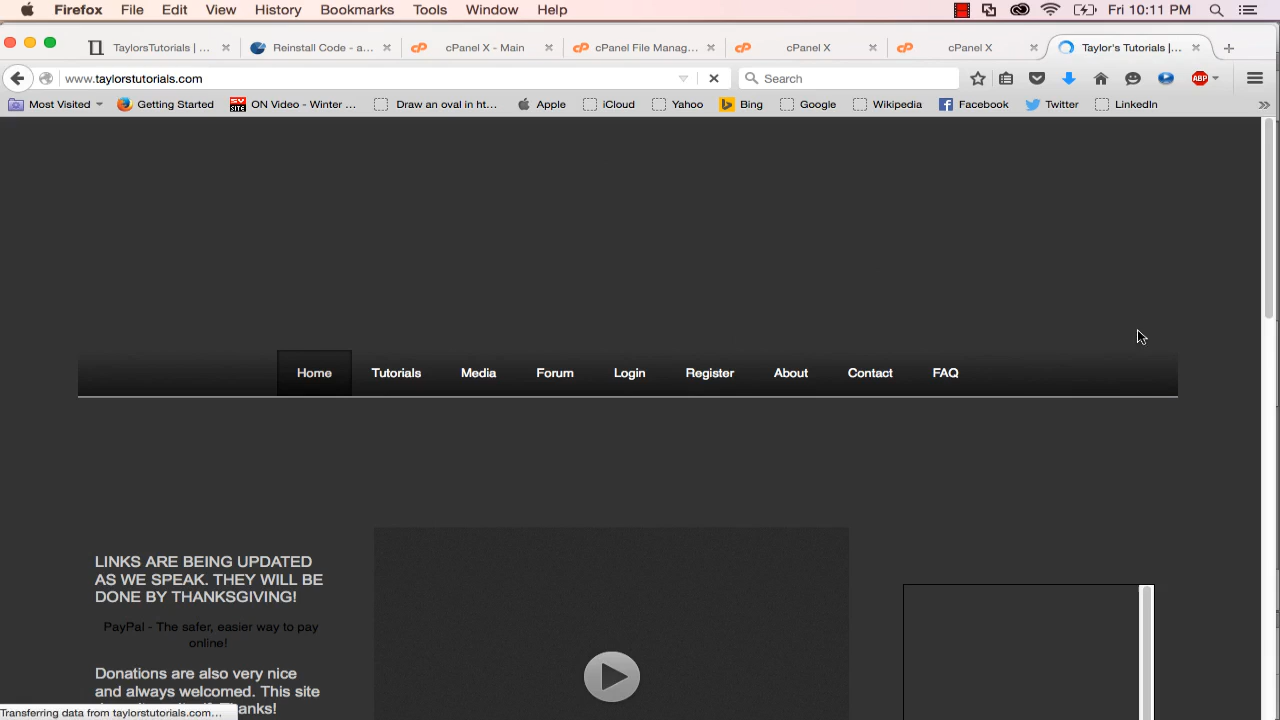 Firefox File Edit View History Bookmarks Tools Window Help Fri 10:11 PM
TaylorsTutorials | ... Reinstall Code - a... cPanel X - Main cPanel File Manag... cPanel X cPanel X Taylor's Tutorials |...
www.taylorstutorials.com Search ABP
Most Visited Getting Started ON Video - Winter ... Draw an oval in ht... Apple iCloud Yahoo Bing Google Wikipedia Facebook Twitter LinkedIn
Home Tutorials Media Forum Login Register About Contact FAQ
LINKS ARE BEING UPDATED
AS WE SPEAK. THEY WILL BE
DONE BY THANKSGIVING!
PayPal - The safer, easier way to pay
online!
Donations are also very nice
and always welcomed. This site
Thanks!
Transferring data from taylorstutorials.com...